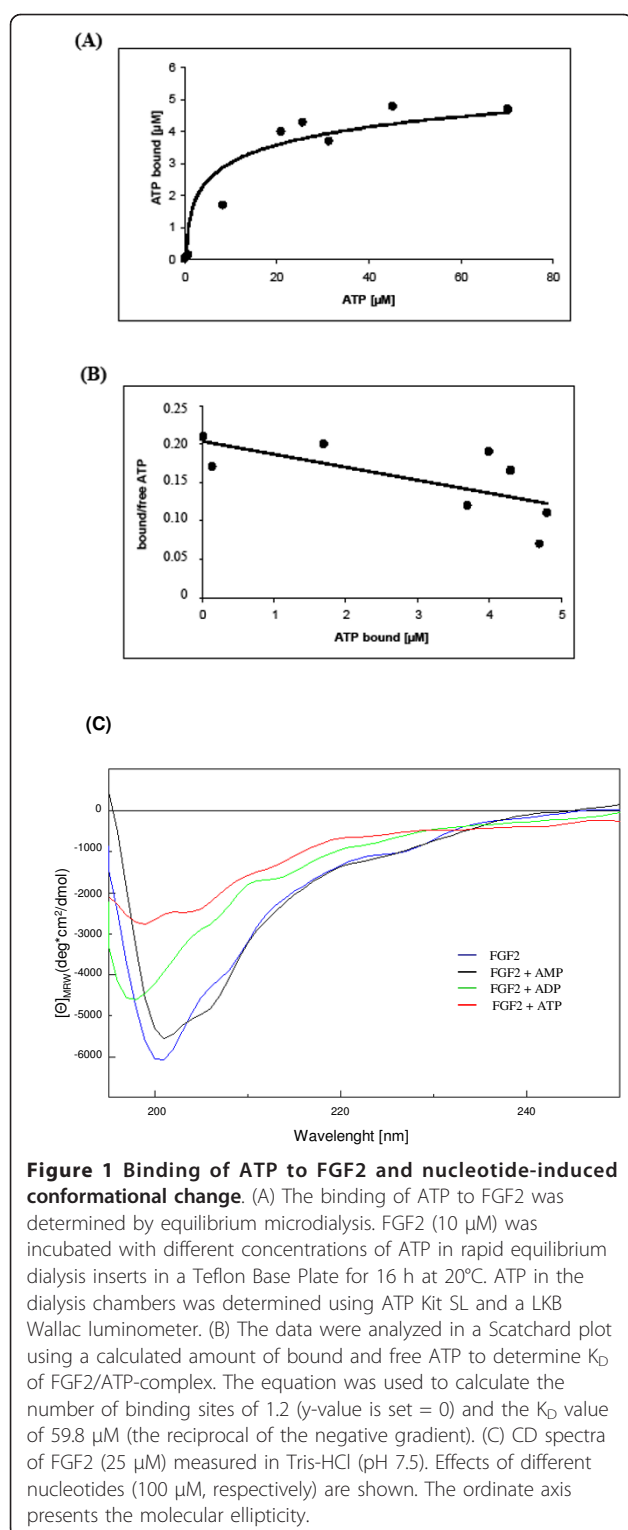 (A)
6
5
4
3
2
1
0
ATP bound [µM]
0 20 40 60 80
ATP [µM]
(B)
0.25
0.20
0.15
0.10
0.05
0
bound/free ATP
0 1 2 3 4 5
ATP bound [µM]
(C)
0
-1000
-2000
-3000
-4000
-5000
-6000
[Θ]MRW(deg*cm2/dmol)
FGF2
FGF2 + AMP
FGF2 + ADP
FGF2 + ATP
200 220 240
Wavelenght [nm]
Figure 1 Binding of ATP to FGF2 and nucleotide-induced
conformational change. (A) The binding of ATP to FGF2 was
determined by equilibrium microdialysis. FGF2 (10 μM) was
incubated with different concentrations of ATP in rapid equilibrium
dialysis inserts in a Teflon Base Plate for 16 h at 20°C. ATP in the
dialysis chambers was determined using ATP Kit SL and a LKB
Wallac luminometer. (B) The data were analyzed in a Scatchard plot
using a calculated amount of bound and free ATP to determine KD
of FGF2/ATP-complex. The equation was used to calculate the
number of binding sites of 1.2 (y-value is set = 0) and the KD value
of 59.8 μM (the reciprocal of the negative gradient). (C) CD spectra
of FGF2 (25 μM) measured in Tris-HCl (pH 7.5). Effects of different
nucleotides (100 μM, respectively) are shown. The ordinate axis
presents the molecular ellipticity.